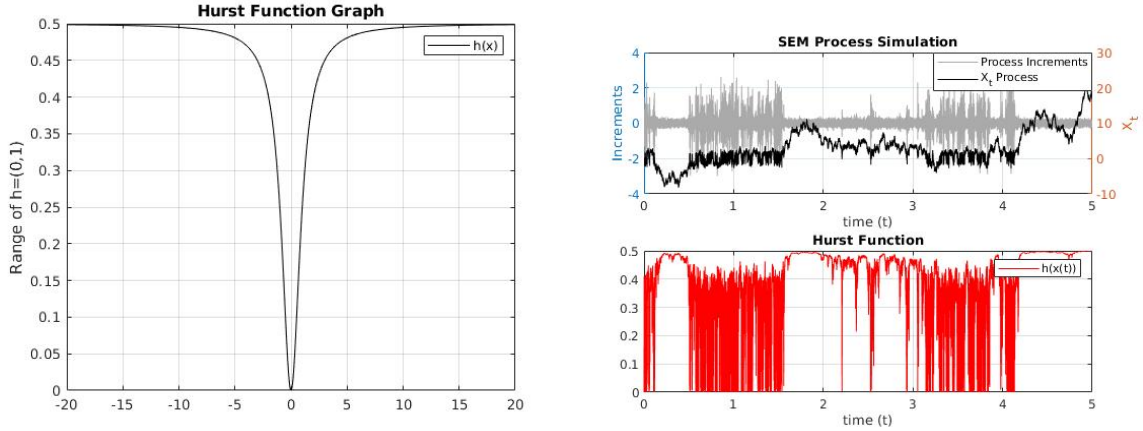 Hurst Function Graph
Range of h=(0,1)
0.5
0.45
0.4
0.35
0.3
0.25
0.2
0.15
0.1
0.05
0
-20 -15 -10 -5 0 5 10 15 20
h(x)
SEM Process Simulation
Increments
4
2
0
-2
-4
Process Increments
X_t Process
30
20
10
0
-10
X_t
0 1 2 3 4 5
time (t)
Hurst Function
0.5
0.4
0.3
0.2
0.1
0
h(x(t))
0 1 2 3 4 5
time (t)